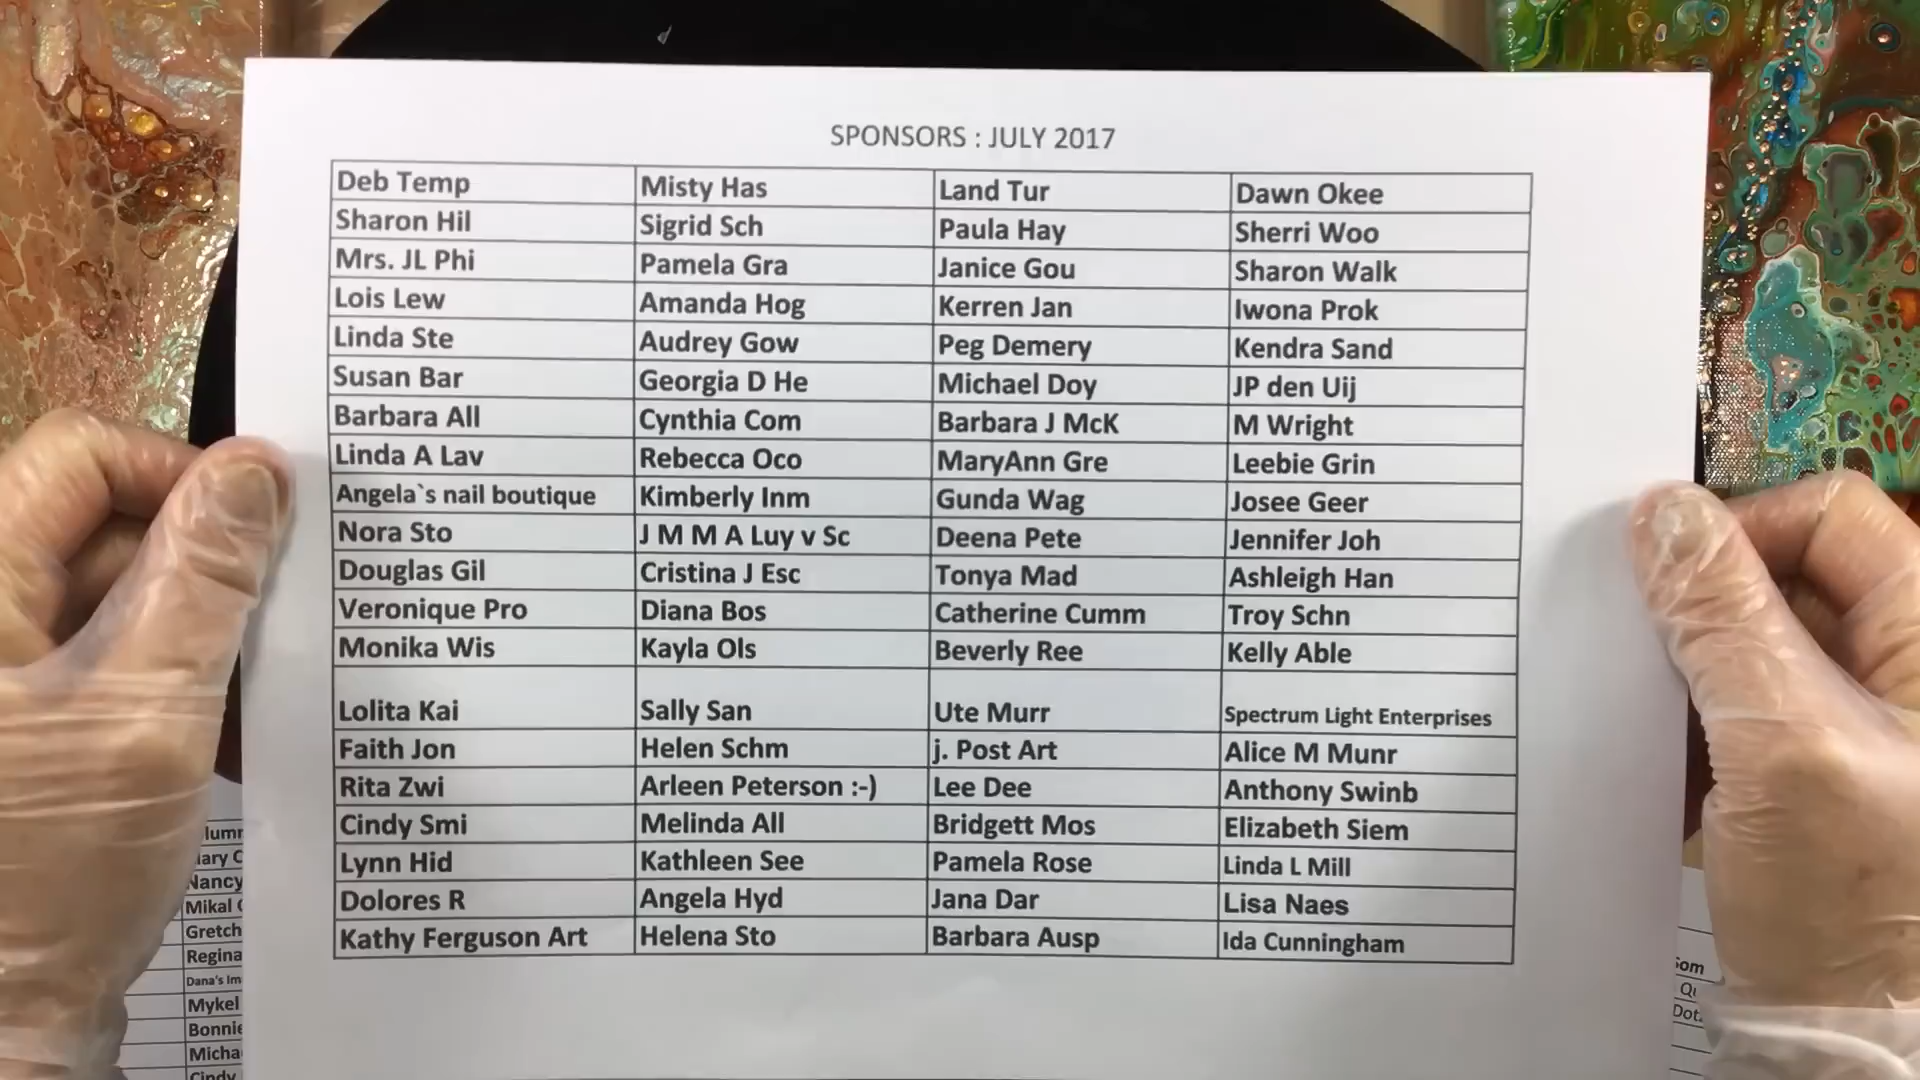 SPONSORS : JULY 2017
Deb Temp Misty Has Land Tur Dawn Okee
Sharon Hil Sigrid Sch Paula Hay Sherri Woo
Mrs. JL Phi Pamela Gra Janice Gou Sharon Walk
Lois Lew Amanda Hog Kerren Jan Iwona Prok
Linda Ste Audrey Gow Peg Demery Kendra Sand
Susan Bar Georgia D He Michael Doy JP den Uij
Barbara All Cynthia Com Barbara J McK M Wright
Linda A Lav Rebecca Oco MaryAnn Gre Leebie Grin
Angela`s nail boutique Kimberly Inm Gunda Wag Josee Geer
Nora Sto J M M A Luy v Sc Deena Pete Jennifer Joh
Douglas Gil Cristina J Esc Tonya Mad Ashleigh Han
Veronique Pro Diana Bos Catherine Cumm Troy Schn
Monika Wis Kayla Ols Beverly Ree Kelly Able
Lolita Kai Sally San Ute Murr Spectrum Light Enterprises
Faith Jon Helen Schm j. Post Art Alice M Munr
Rita Zwi Arleen Peterson :-) Lee Dee Anthony Swinb
Cindy Smi Melinda All Bridgett Mos Elizabeth Siem
Lynn Hid Kathleen See Pamela Rose Linda L Mill
Dolores R Angela Hyd Jana Dar Lisa Naes
Kathy Ferguson Art Helena Sto Barbara Ausp Ida Cunningham
Nancy
Mikal
Gretch
Regina
Dana's Im
Mykel
Bonnie
Micha
Cindy